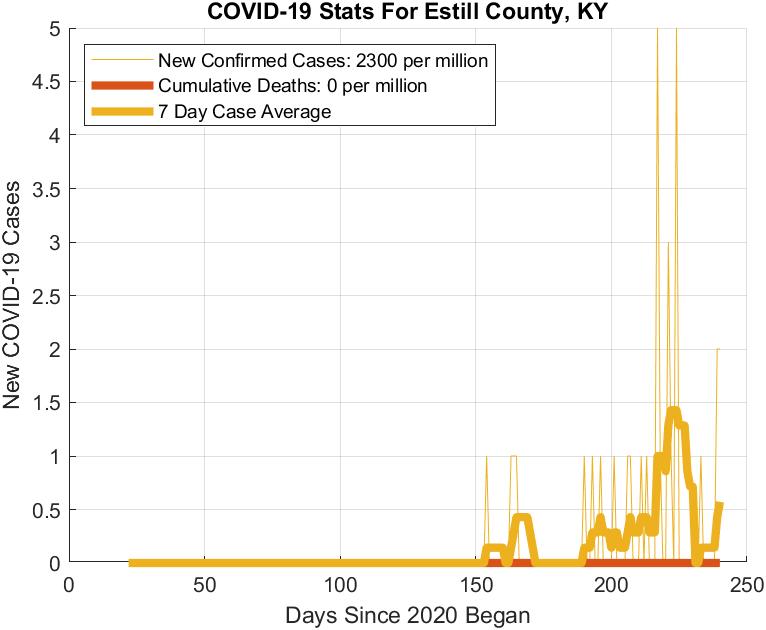 COVID-19 Stats For Estill County, KY
New Confirmed Cases: 2300 per million
Cumulative Deaths: 0 per million
7 Day Case Average
New COVID-19 Cases
5
4.5
4
3.5
3
2.5
2
1.5
1
0.5
0
0 50 100 150 200 250
Days Since 2020 Began